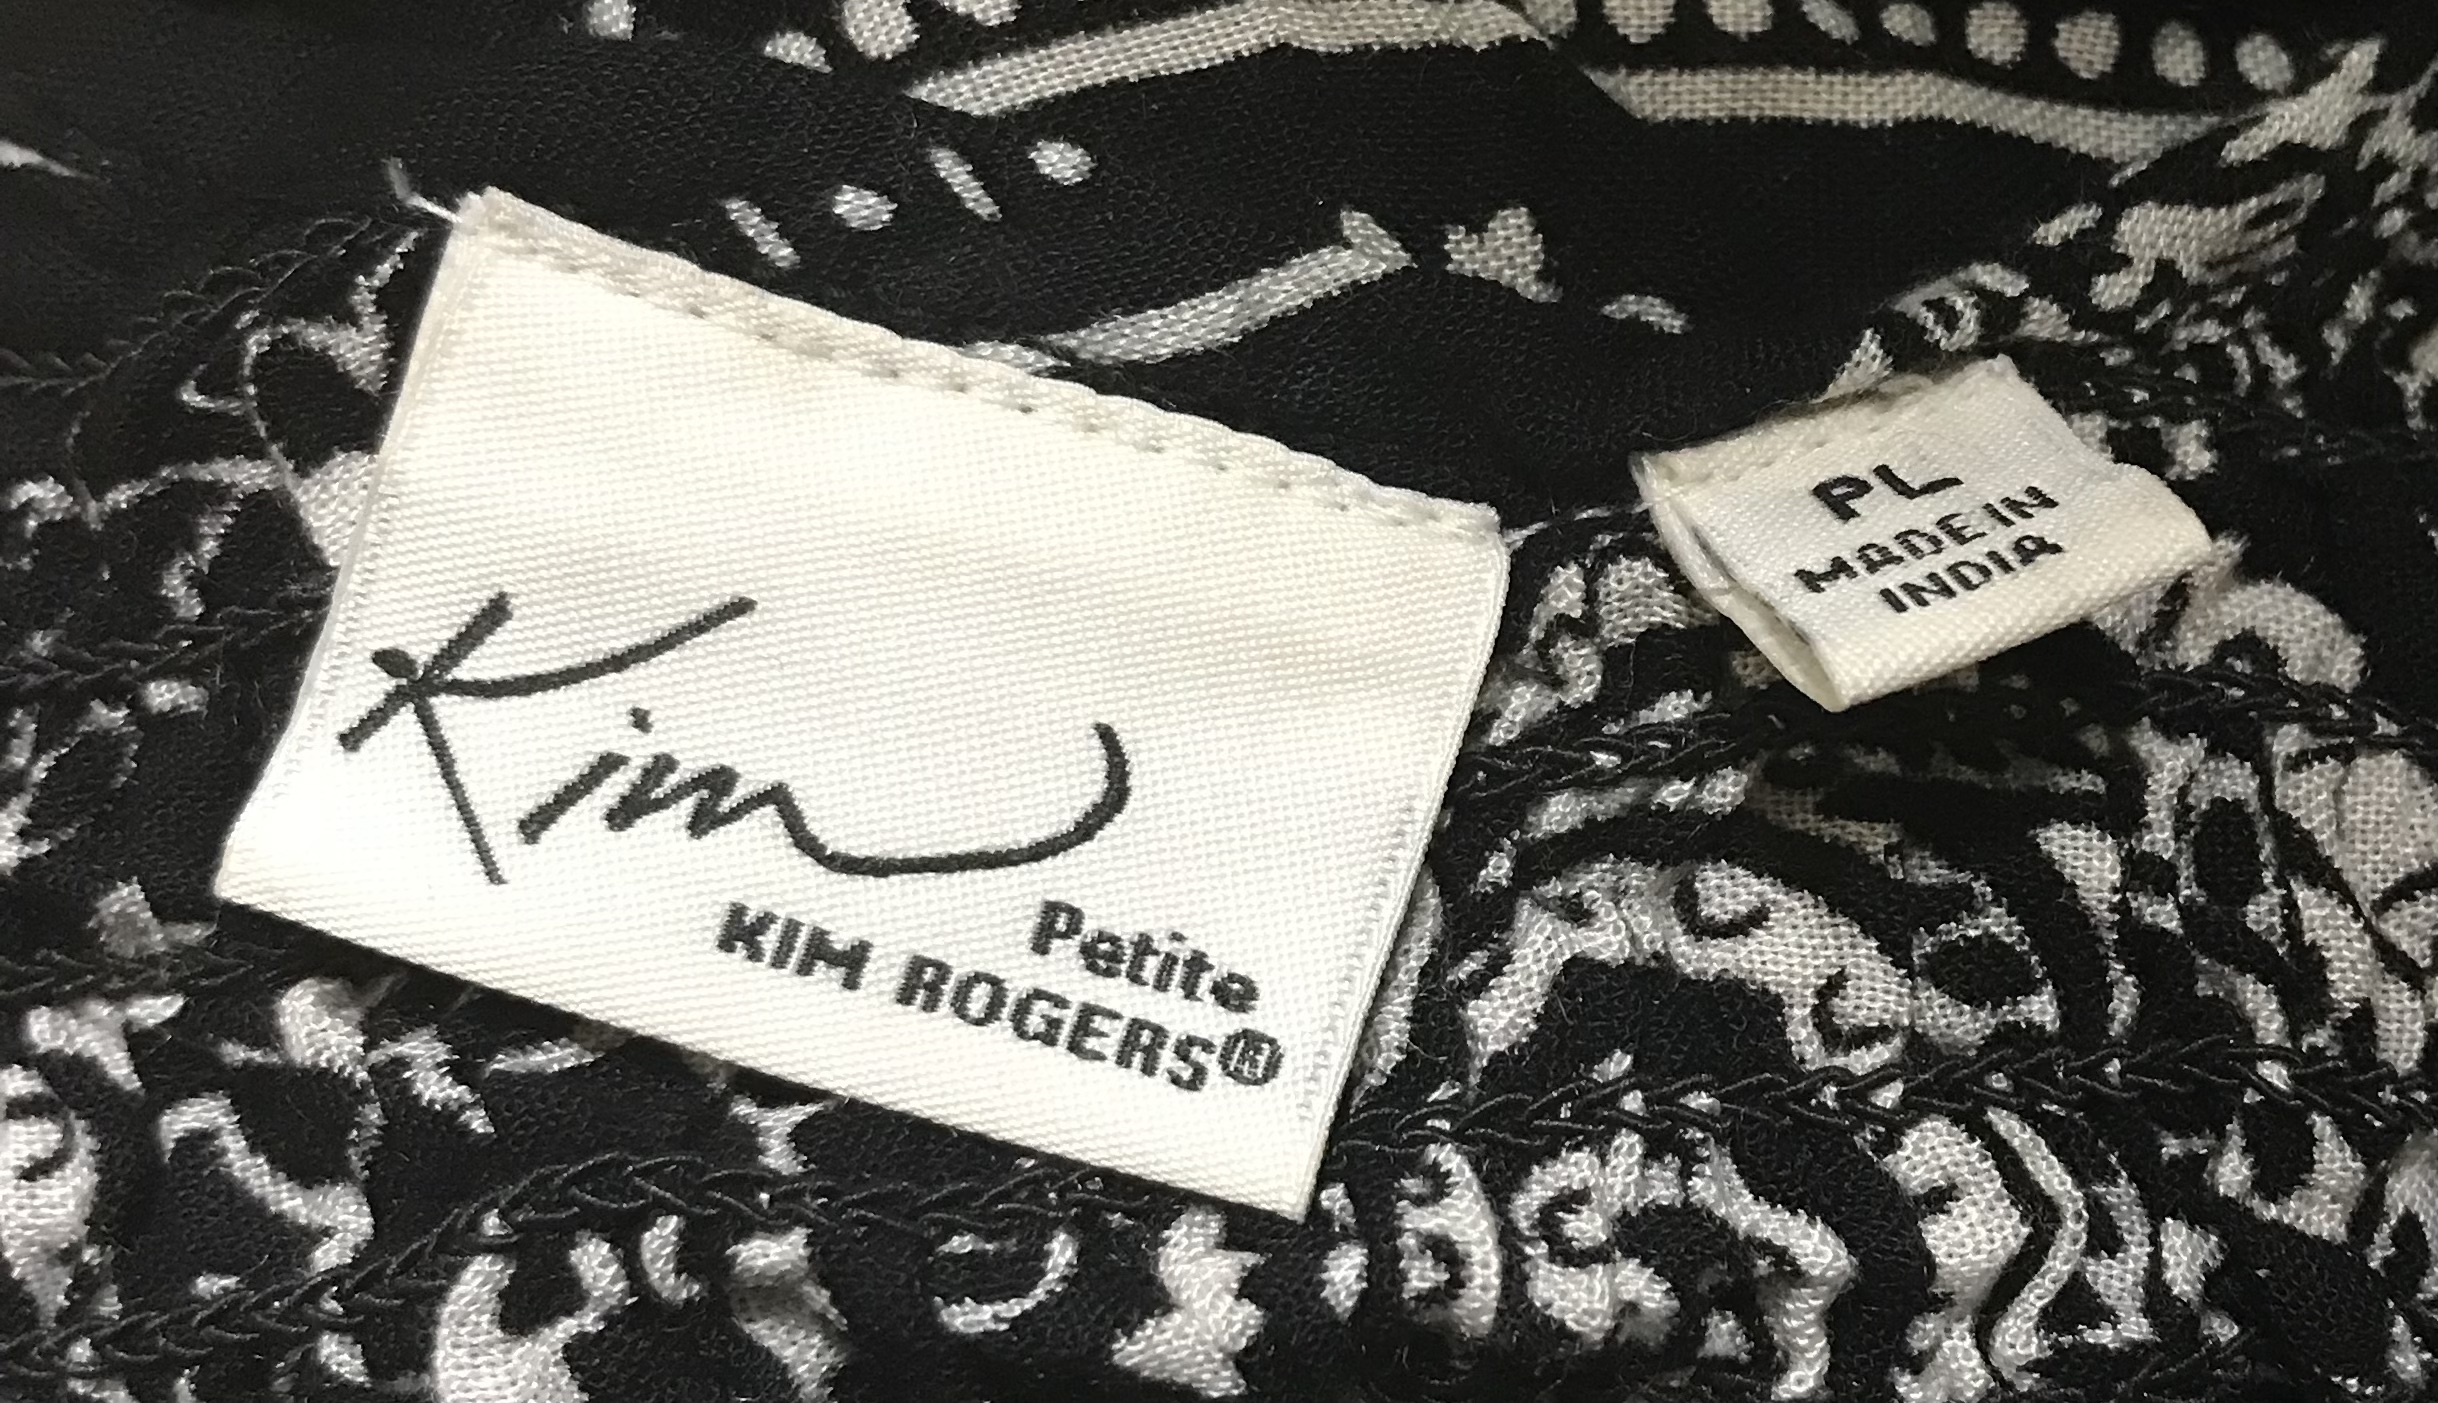 Kim
Petite
KIM ROGERS®
PL
MADE IN
INDIA